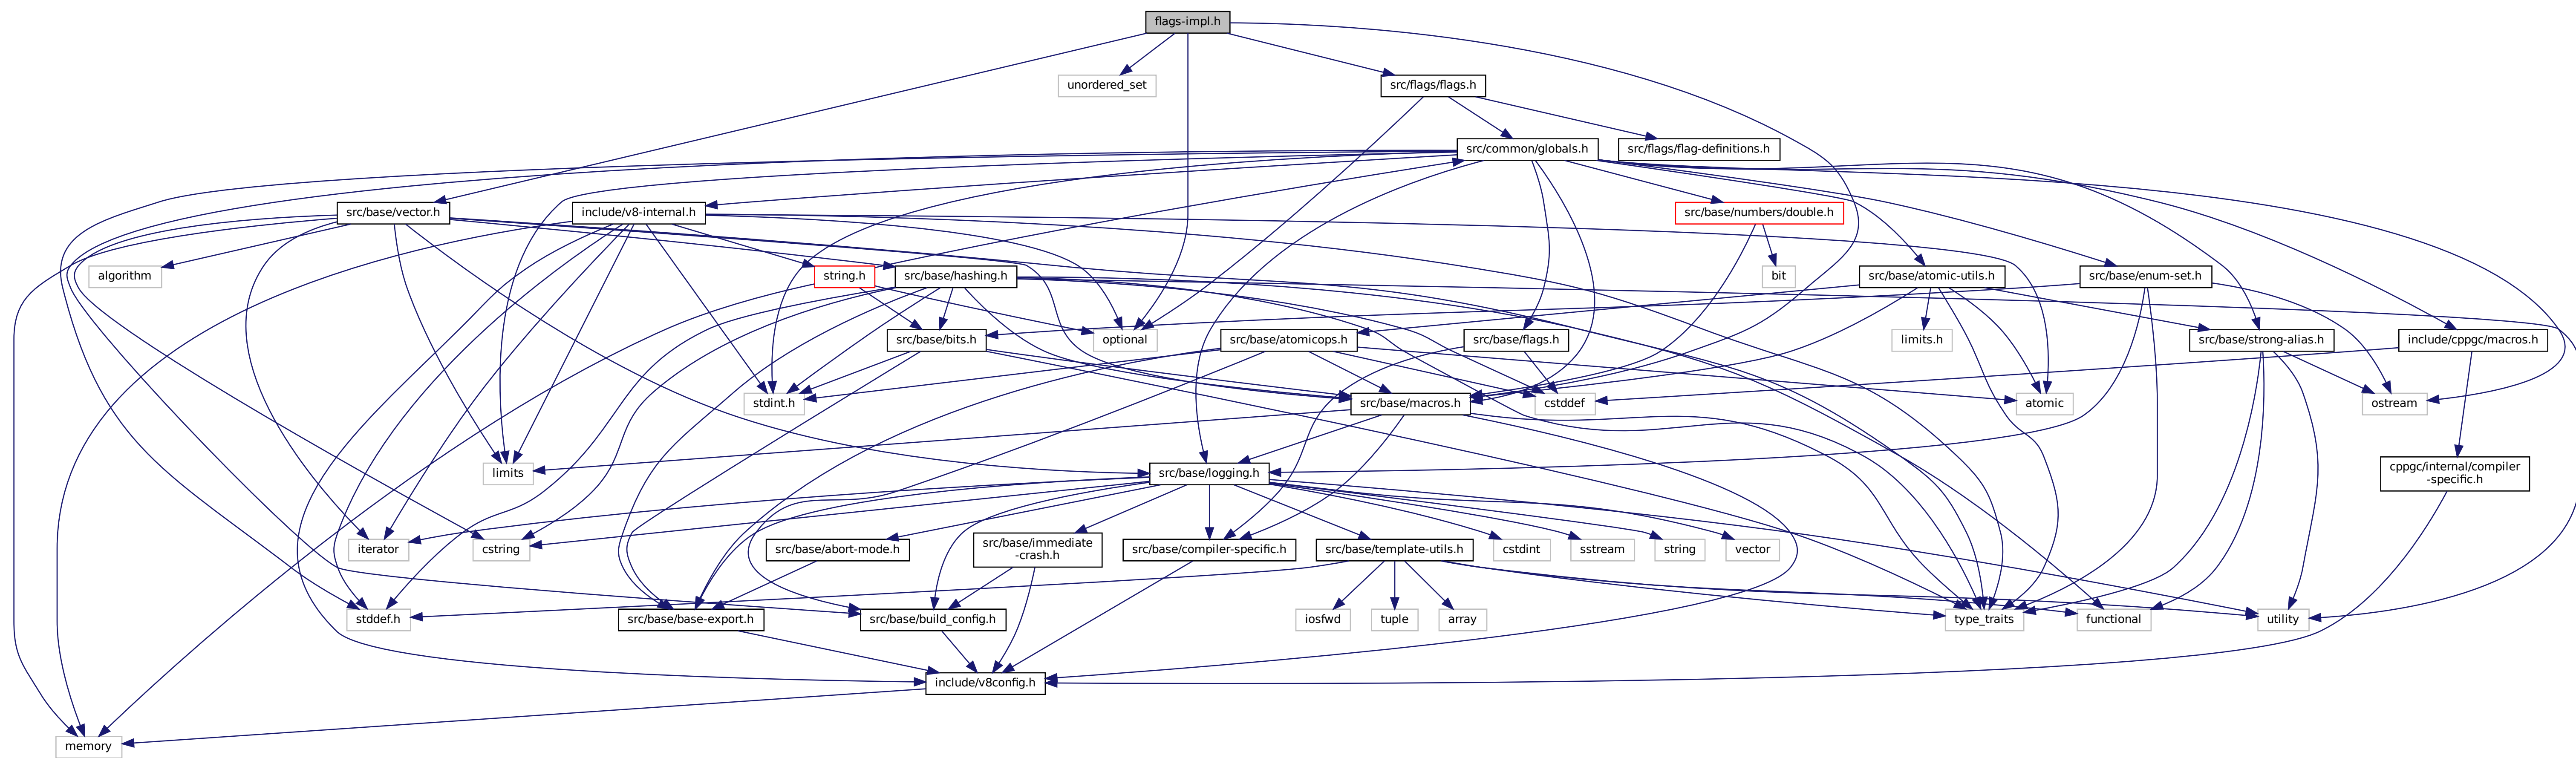 flags-impl.h
unordered_set
src/flags/flags.h
src/common/globals.h
src/flags/flag-definitions.h
src/base/vector.h
include/v8-internal.h
src/base/numbers/double.h
algorithm
string.h
src/base/hashing.h
bit
src/base/atomic-utils.h
src/base/enum-set.h
src/base/bits.h
optional
src/base/atomicops.h
src/base/flags.h
limits.h
src/base/strong-alias.h
include/cppgc/macros.h
stdint.h
src/base/macros.h
cstddef
atomic
ostream
limits
src/base/logging.h
cppgc/internal/compiler
-specific.h
iterator
cstring
src/base/abort-mode.h
src/base/immediate
-crash.h
src/base/compiler-specific.h
src/base/template-utils.h
cstdint
sstream
string
vector
stddef.h
src/base/base-export.h
src/base/build_config.h
iosfwd
tuple
array
type_traits
functional
utility
include/v8config.h
memory